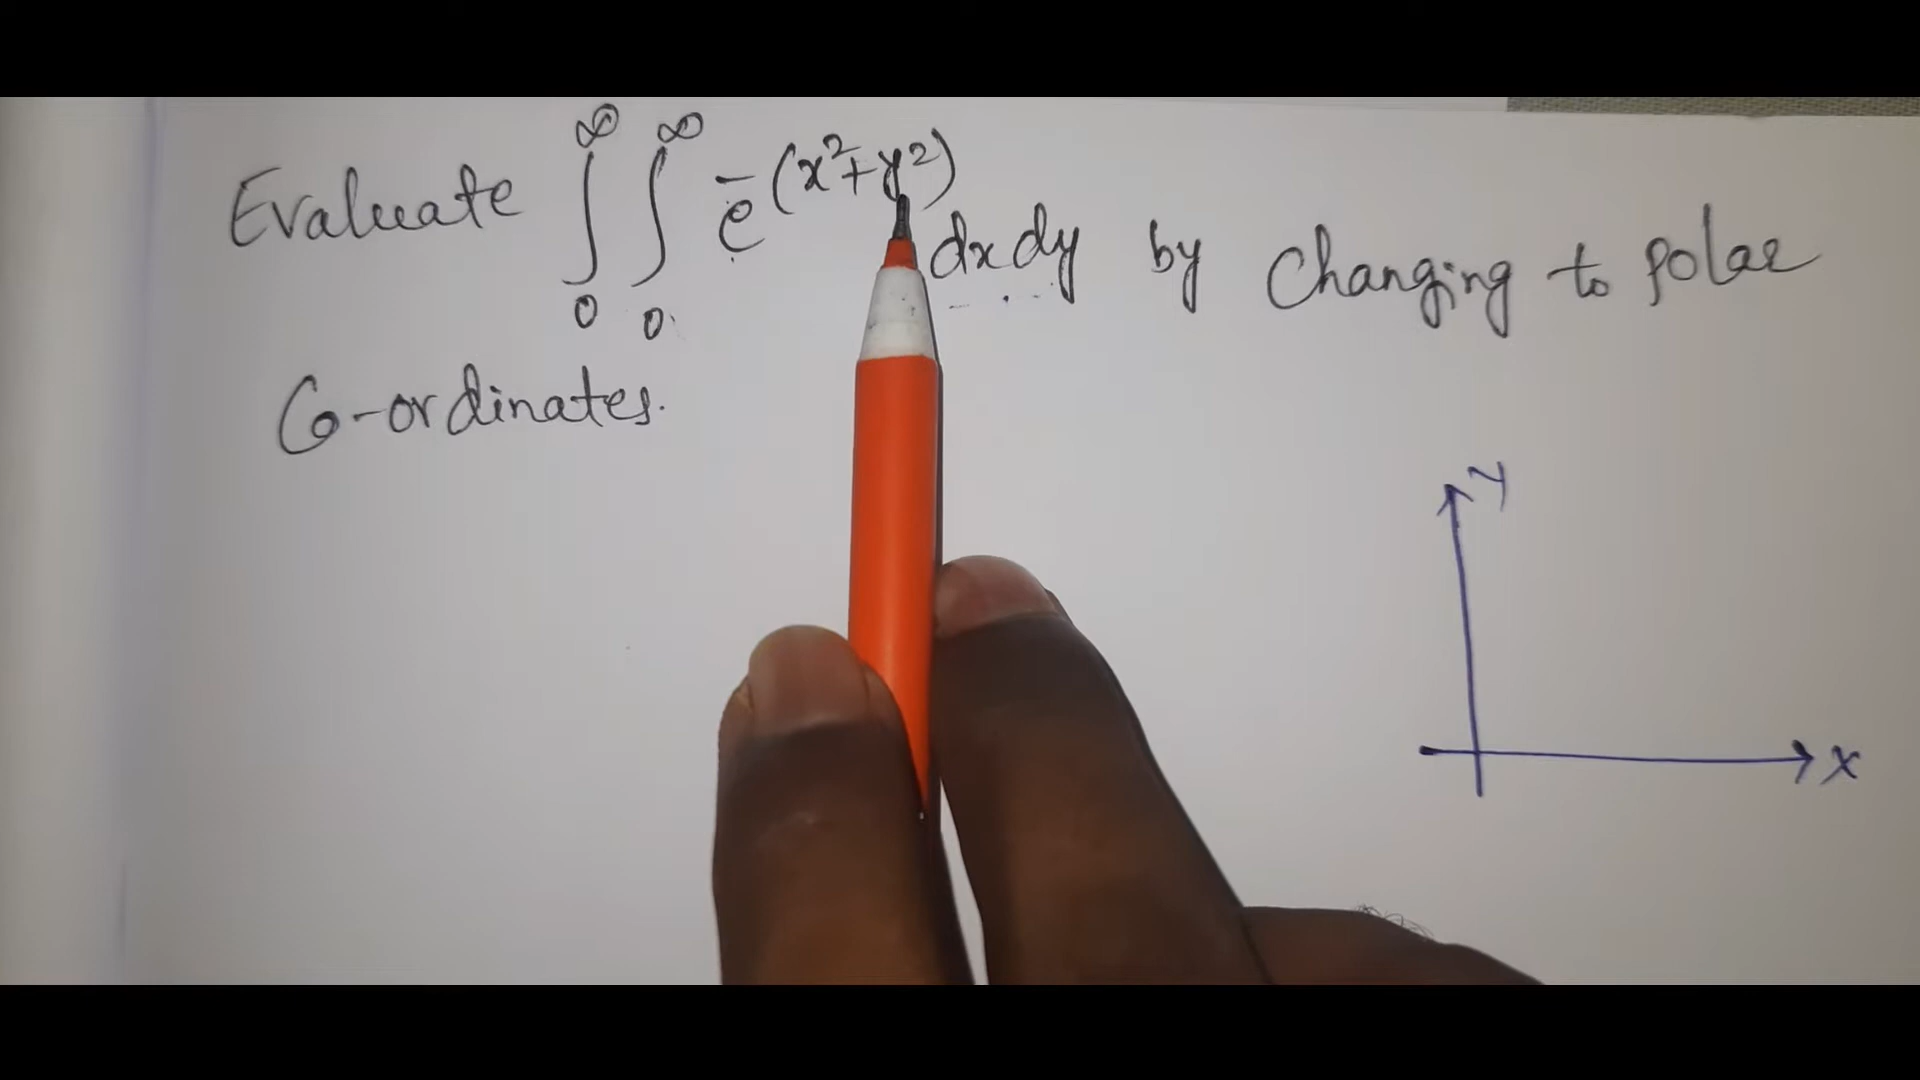 Evaluate ∫₀^∞ ∫₀^∞ e^-(x²+y²) dx dy by Changing to polar
Co-ordinates.
y
x